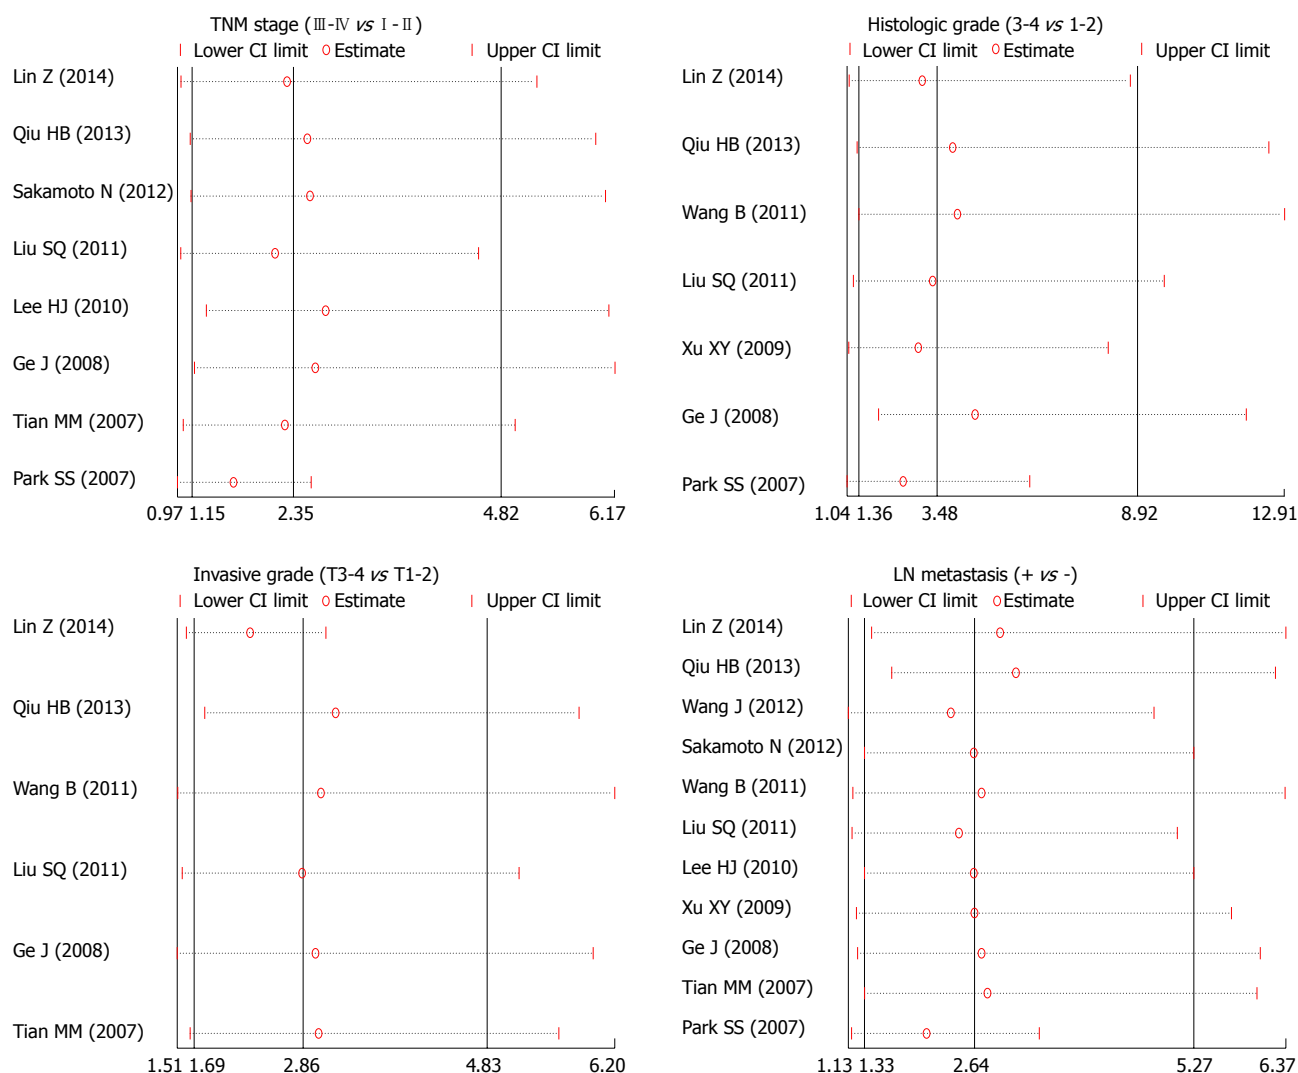 TNM stage (Ⅲ-Ⅳ vs Ⅰ-Ⅱ)
Lower CI limit Estimate Upper CI limit
Lin Z (2014)
Qiu HB (2013)
Sakamoto N (2012)
Liu SQ (2011)
Lee HJ (2010)
Ge J (2008)
Tian MM (2007)
Park SS (2007)
0.97 1.15 2.35 4.82 6.17
Histologic grade (3-4 vs 1-2)
Lower CI limit Estimate Upper CI limit
Lin Z (2014)
Qiu HB (2013)
Wang B (2011)
Liu SQ (2011)
Xu XY (2009)
Ge J (2008)
Park SS (2007)
1.04 1.36 3.48 8.92 12.91
Invasive grade (T3-4 vs T1-2)
Lower CI limit Estimate Upper CI limit
Lin Z (2014)
Qiu HB (2013)
Wang B (2011)
Liu SQ (2011)
Ge J (2008)
Tian MM (2007)
1.51 1.69 2.86 4.83 6.20
LN metastasis (+ vs -)
Lower CI limit Estimate Upper CI limit
Lin Z (2014)
Qiu HB (2013)
Wang J (2012)
Sakamoto N (2012)
Wang B (2011)
Liu SQ (2011)
Lee HJ (2010)
Xu XY (2009)
Ge J (2008)
Tian MM (2007)
Park SS (2007)
1.13 1.33 2.64 5.27 6.37